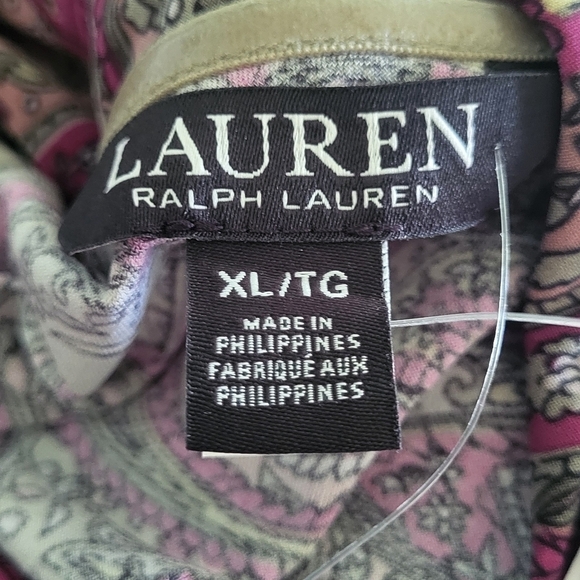 LAUREN
RALPH LAUREN
XL/TG
MADE IN
PHILIPPINES
FABRIQUÉ AUX
PHILIPPINES